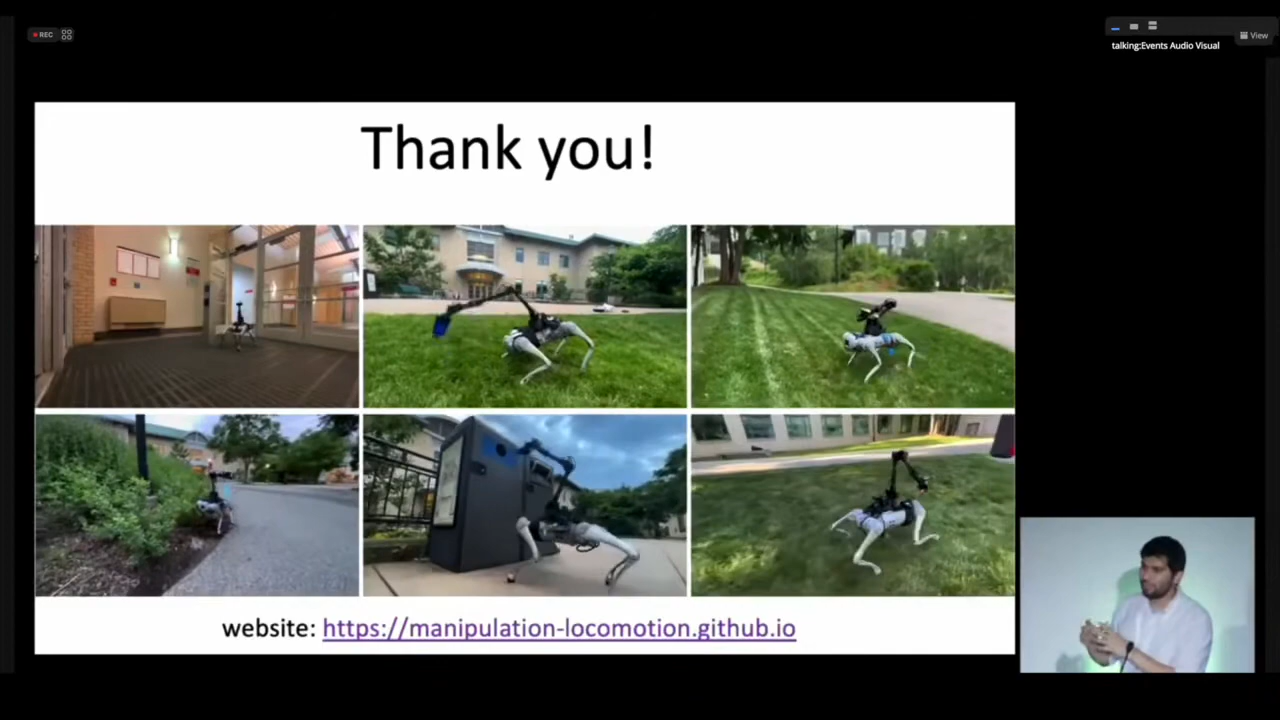 REC
View
talking:Events Audio Visual
Thank you!
website: https://manipulation-locomotion.github.io